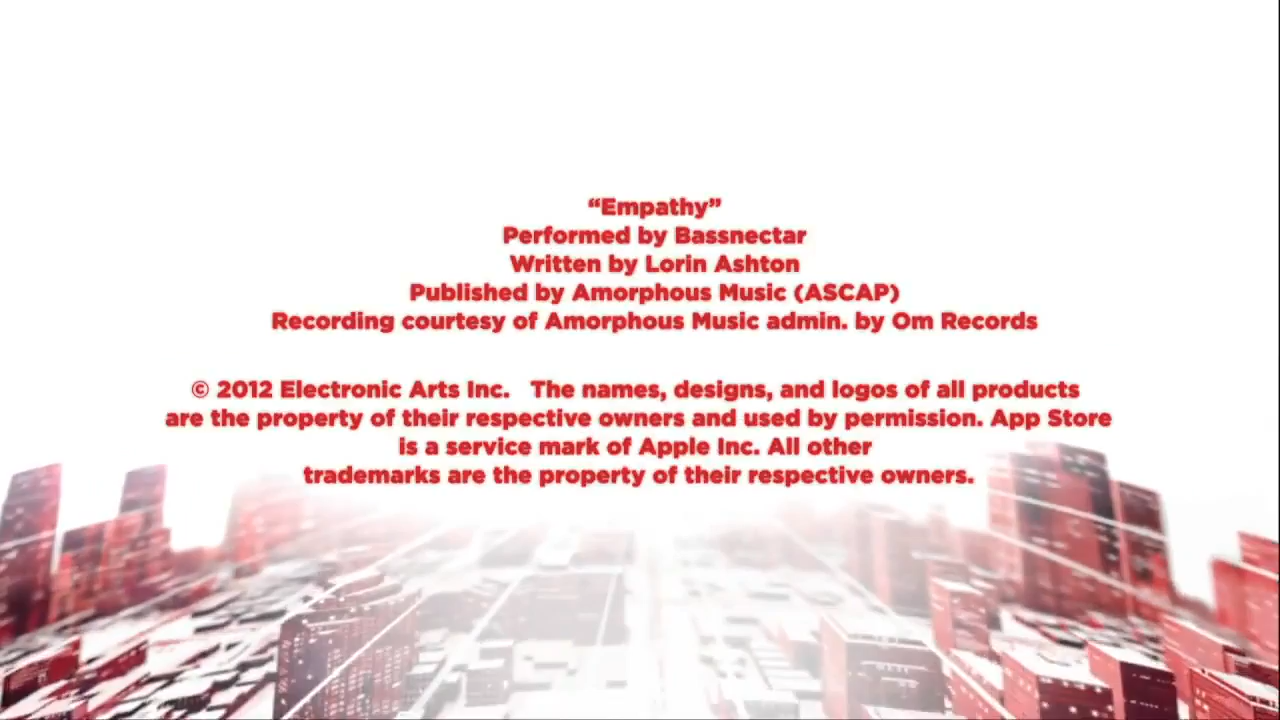 “Empathy”
Performed by Bassnectar
Written by Lorin Ashton
Published by Amorphous Music (ASCAP)
Recording courtesy of Amorphous Music admin. by Om Records
© 2012 Electronic Arts Inc.   The names, designs, and logos of all products
are the property of their respective owners and used by permission. App Store
is a service mark of Apple Inc. All other
trademarks are the property of their respective owners.